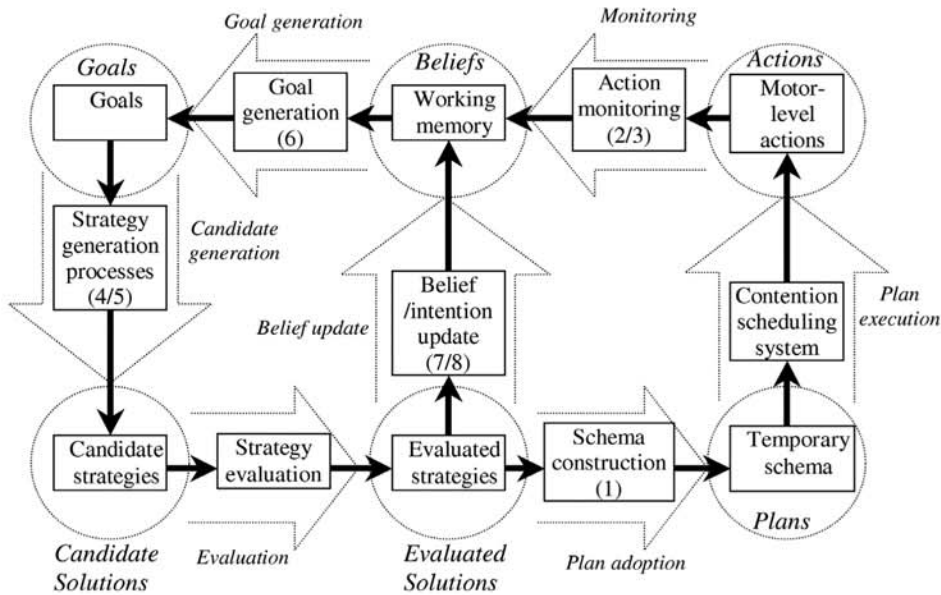 Goal generation
Monitoring
Goals
Beliefs
Actions
Goals
Goal
generation
(6)
Working
memory
Action
monitoring
(2/3)
Motor-
level
actions
Strategy
generation
processes
(4/5)
Candidate
generation
Belief update
Belief
/intention
update
(7/8)
Contention
scheduling
system
Plan
execution
Candidate
strategies
Strategy
evaluation
Evaluated
strategies
Schema
construction
(1)
Temporary
schema
Plans
Candidate
Solutions
Evaluation
Evaluated
Solutions
Plan adoption